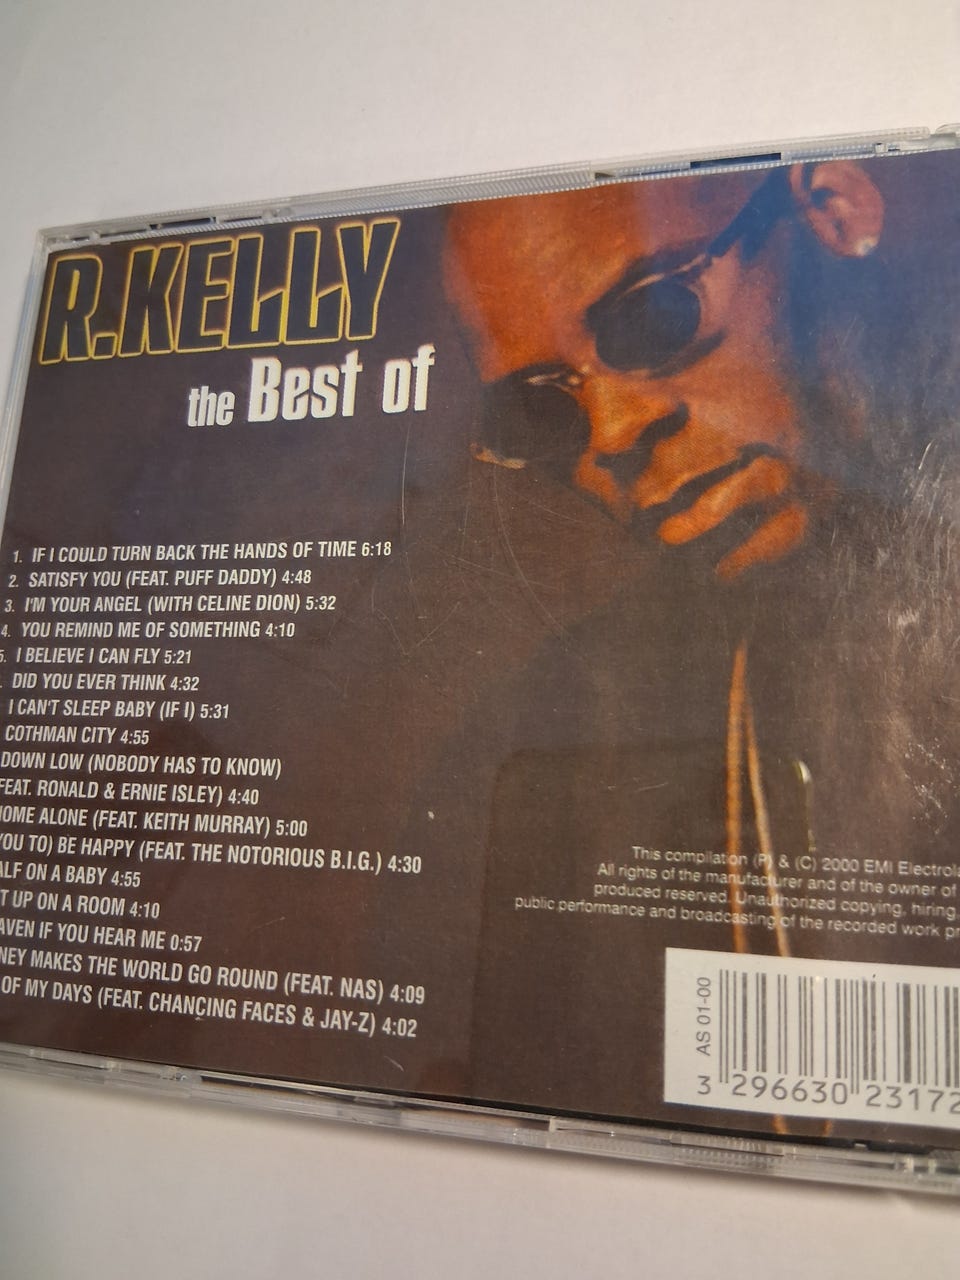 R.KELLY
the Best of
1. IF I COULD TURN BACK THE HANDS OF TIME 6:18
2. SATISFY YOU (FEAT. PUFF DADDY) 4:48
3. I'M YOUR ANGEL (WITH CELINE DION) 5:32
4. YOU REMIND ME OF SOMETHING 4:10
5. I BELIEVE I CAN FLY 5:21
DID YOU EVER THINK 4:32
I CAN'T SLEEP BABY (IF I) 5:31
COTHMAN CITY 4:55
DOWN LOW (NOBODY HAS TO KNOW)
FEAT. RONALD & ERNIE ISLEY) 4:40
OME ALONE (FEAT. KEITH MURRAY) 5:00
YOU TO) BE HAPPY (FEAT. THE NOTORIOUS B.I.G.) 4:30
ALF ON A BABY 4:55
T UP ON A ROOM 4:10
AVEN IF YOU HEAR ME 0:57
NEY MAKES THE WORLD GO ROUND (FEAT. NAS) 4:09
OF MY DAYS (FEAT. CHANCING FACES & JAY-Z) 4:02
This compilation (P) & (C) 2000 EMI Electrola
All rights of the manufacturer and of the owner of
produced reserved. Unauthorized copying, hiring,
public performance and broadcasting of the recorded work pr
AS 01-00
3 296630 23172